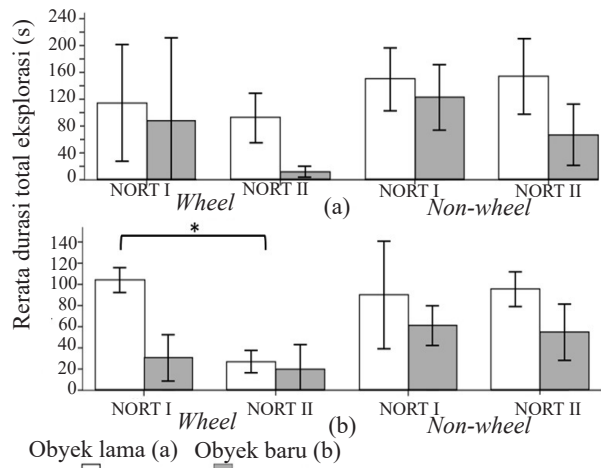 Rerata durasi total eksplorasi (s)
240
200
160
120
80
40
0
NORT I NORT II NORT I NORT II
Wheel (a) Non-wheel
*
140
120
100
80
60
40
20
0
NORT I NORT II NORT I NORT II
Wheel (b) Non-wheel
Obyek lama (a) Obyek baru (b)